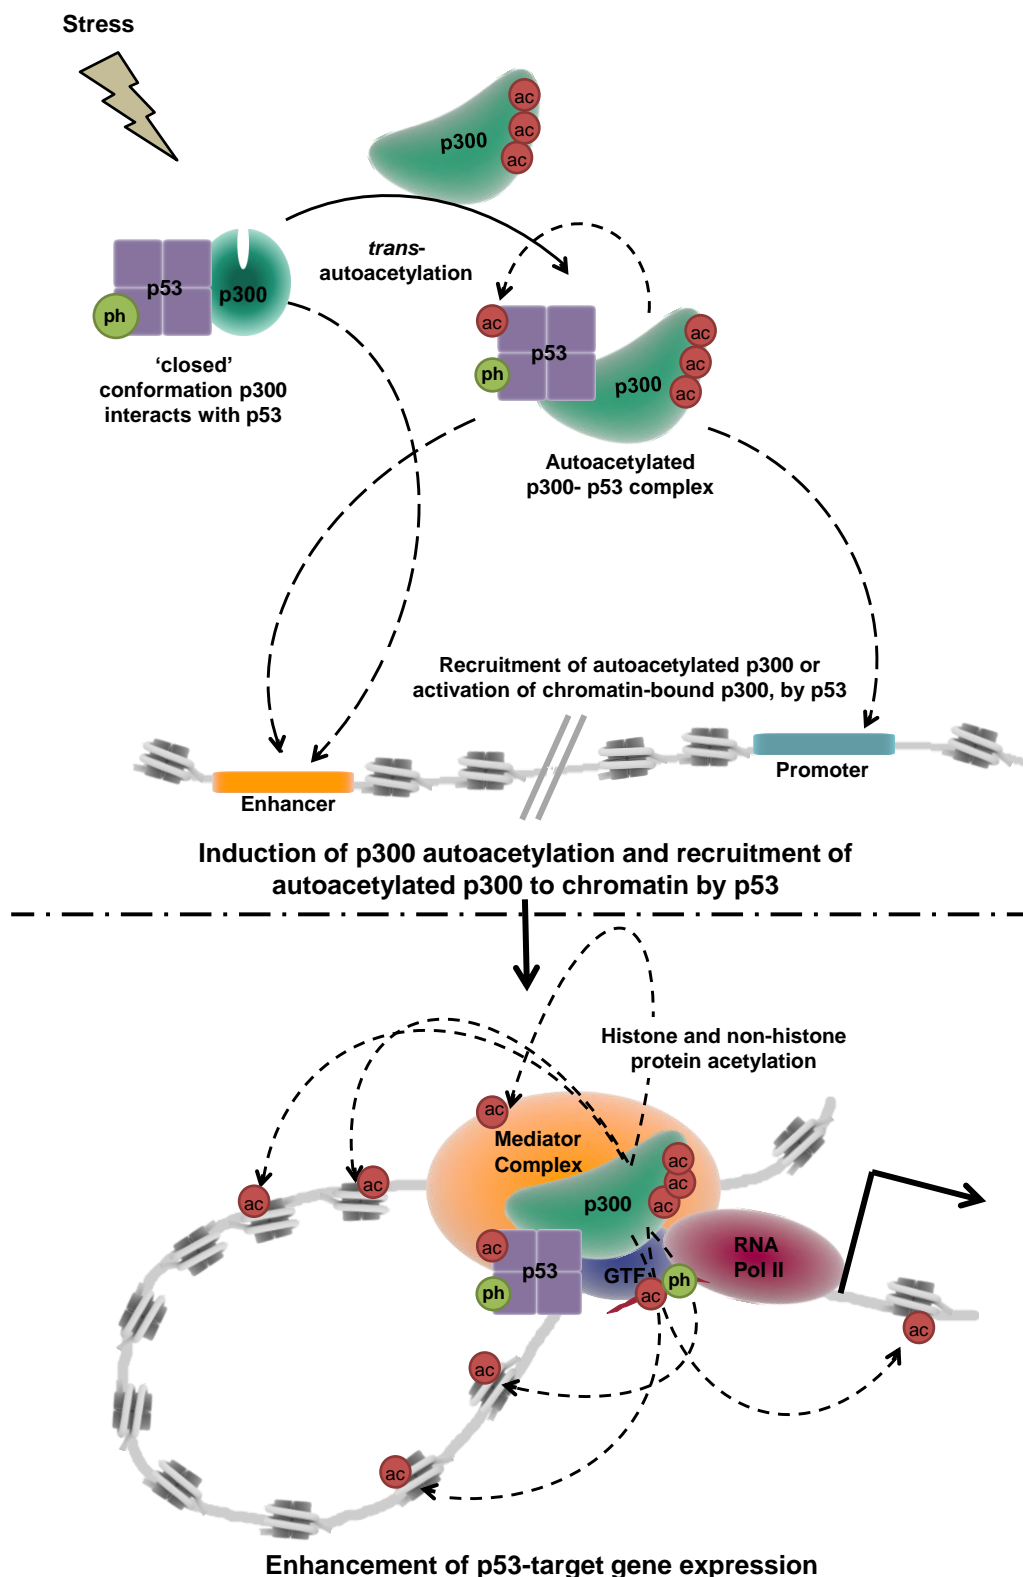 Stress
ac
ac
ac
p300
trans-
autoacetylation
p53
p300
ph
ac
ph
p53
p300
ac
ac
ac
‘closed’
conformation p300
interacts with p53
Autoacetylated
p300- p53 complex
Recruitment of autoacetylated p300 or
activation of chromatin-bound p300, by p53
Enhancer
Promoter
Induction of p300 autoacetylation and recruitment of
autoacetylated p300 to chromatin by p53
Histone and non-histone
protein acetylation
ac
Mediator
Complex
ac
ac
ac
ac
ac
p300
ac
p53
ph
GTF
ac
ph
RNA
Pol II
ac
ac
ac
Enhancement of p53-target gene expression